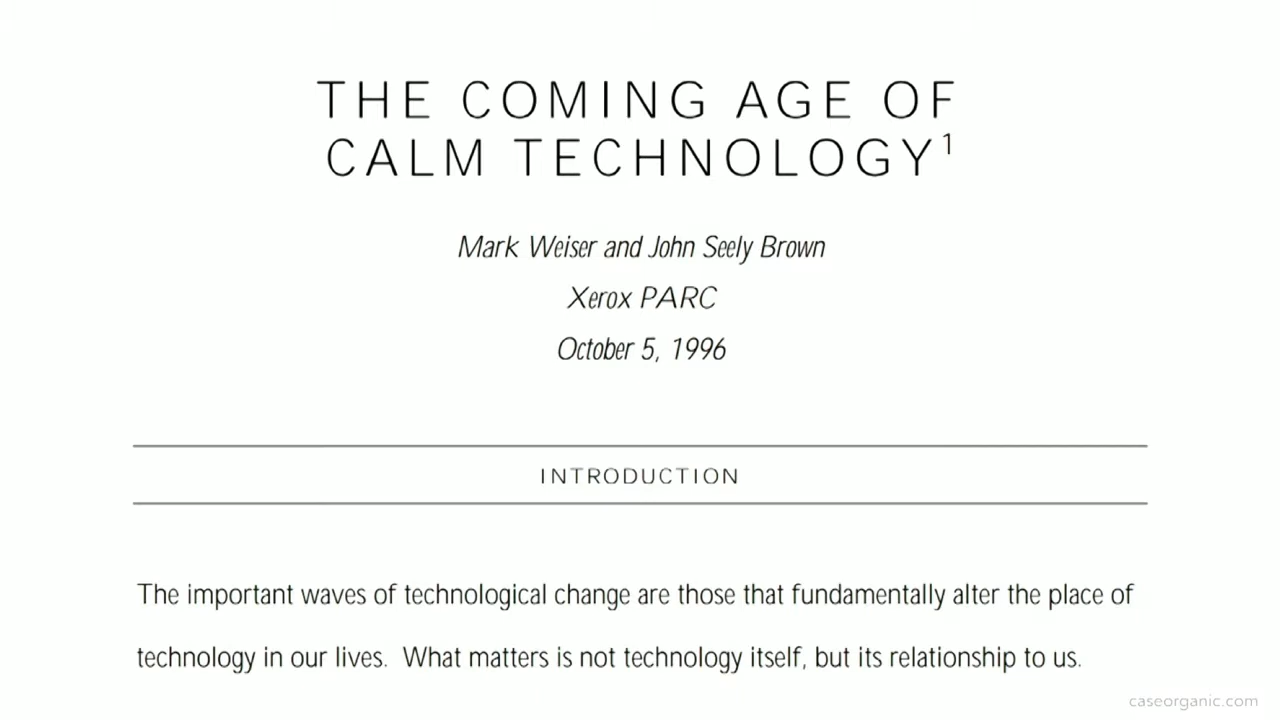 THE COMING AGE OF
CALM TECHNOLOGY¹
Mark Weiser and John Seely Brown
Xerox PARC
October 5, 1996
INTRODUCTION
The important waves of technological change are those that fundamentally alter the place of
technology in our lives.  What matters is not technology itself, but its relationship to us.
caseorganic.com